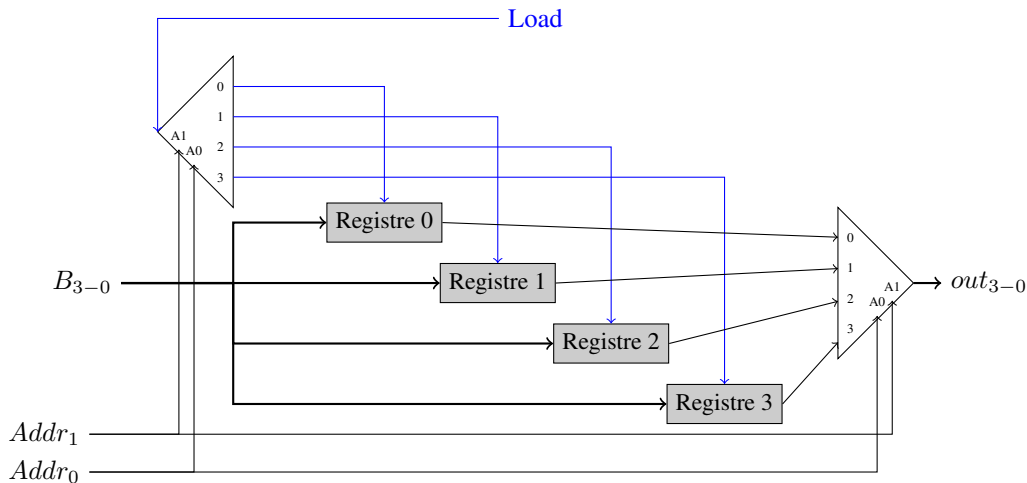 Load
0
1
2
3
A1
A0
Registre 0
Registre 1
Registre 2
Registre 3
B₃₋₀
0
1
2
3
A1
A0
out₃₋₀
Addr₁
Addr₀